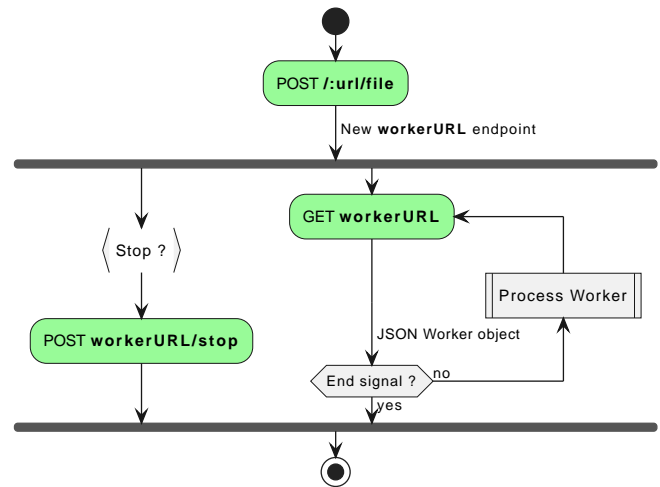 POST /:url/file
New workerURL endpoint
GET workerURL
Stop ?
Process Worker
POST workerURL/stop
JSON Worker object
End signal ?
no
yes